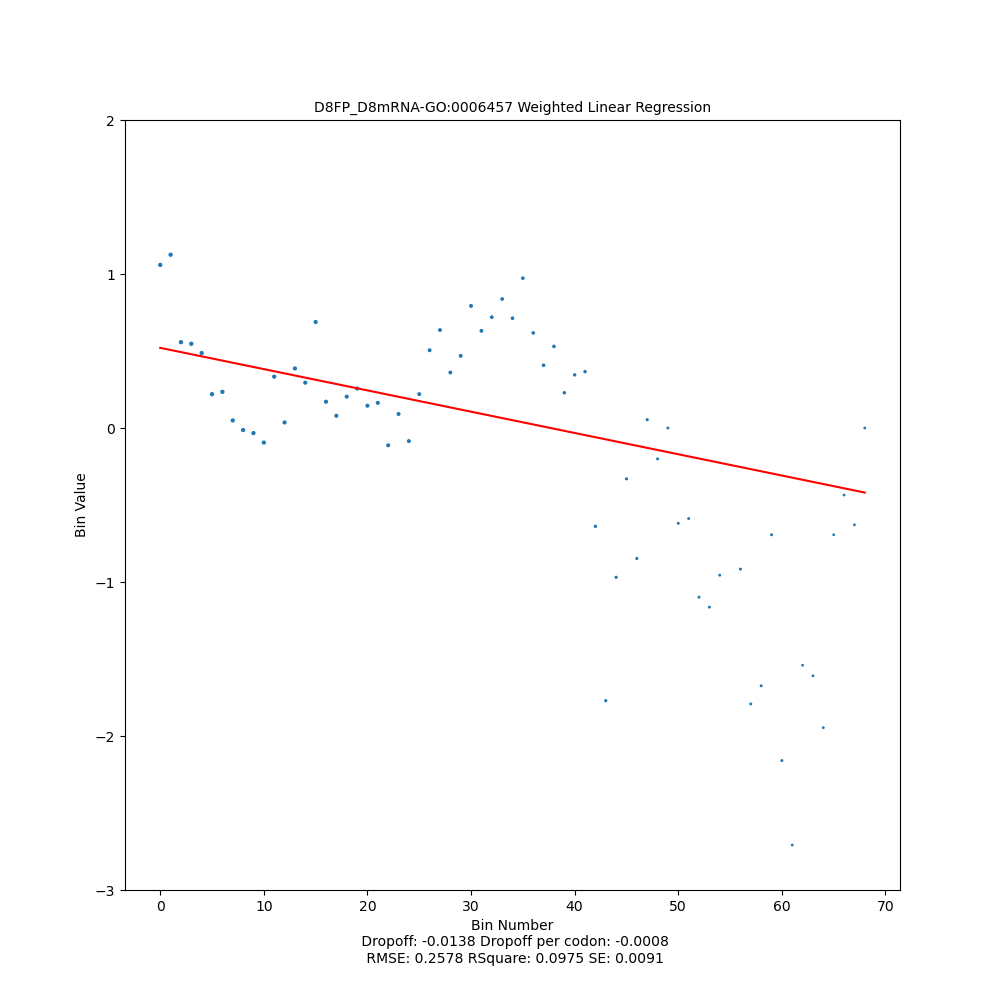 D8FP_D8mRNA-GO:0006457 Weighted Linear Regression
2
1
0
−1
−2
−3
Bin Value
0 10 20 30 40 50 60 70
Bin Number
Dropoff: -0.0138 Dropoff per codon: -0.0008
RMSE: 0.2578 RSquare: 0.0975 SE: 0.0091